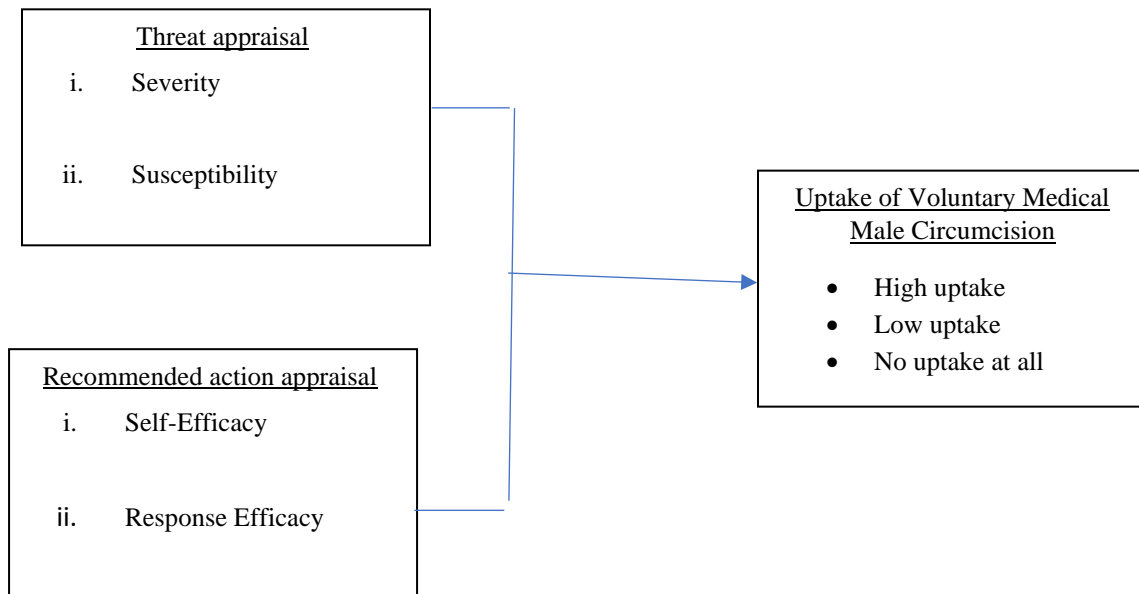 Threat appraisal
i. Severity
ii. Susceptibility
Recommended action appraisal
i. Self-Efficacy
ii. Response Efficacy
Uptake of Voluntary Medical
Male Circumcision
• High uptake
• Low uptake
• No uptake at all